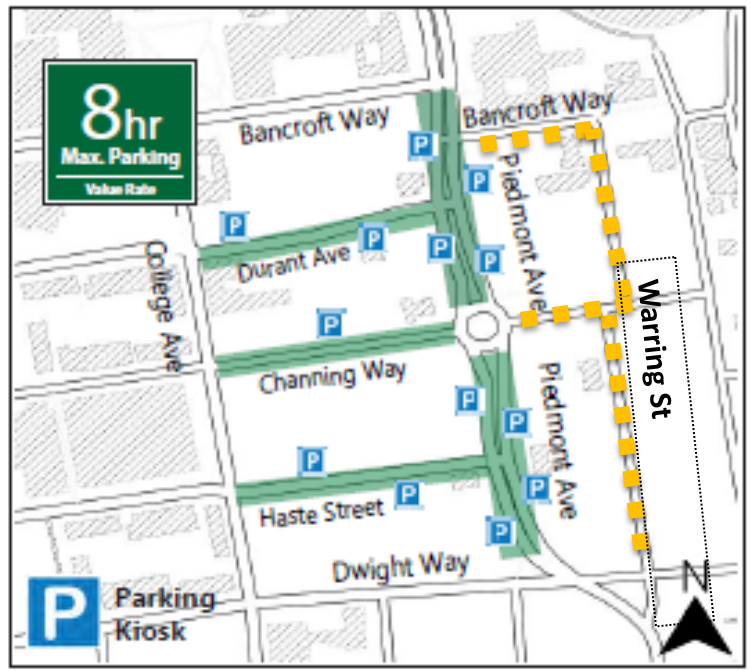 8hr
Max. Parking
Value Rate
Bancroft Way
Bancroft Way
P
P
Piedmont Ave
P
P
Durant Ave
P
P
College Ave
P
Warring St
Channing Way
P
P
Piedmont Ave
P
P
Haste Street
P
P
Dwight Way
N
P
Parking
Kiosk